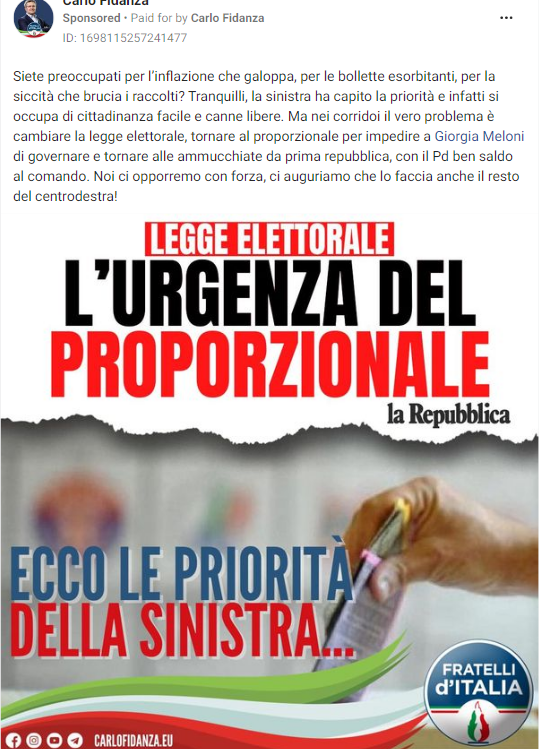 Carlo Fidanza
Sponsored • Paid for by Carlo Fidanza
ID: 1698115257241477
Siete preoccupati per l'inflazione che galoppa, per le bollette esorbitanti, per la
siccità che brucia i raccolti? Tranquilli, la sinistra ha capito la priorità e infatti si
occupa di cittadinanza facile e canne libere. Ma nei corridoi il vero problema è
cambiare la legge elettorale, tornare al proporzionale per impedire a Giorgia Meloni
di governare e tornare alle ammucchiate da prima repubblica, con il Pd ben saldo
al comando. Noi ci opporremo con forza, ci auguriamo che lo faccia anche il resto
del centrodestra!
LEGGE ELETTORALE
L'URGENZA DEL
PROPORZIONALE
la Repubblica
ECCO LE PRIORITÀ
DELLA SINISTRA...
FRATELLI
d'ITALIA
CARLOFIDANZA.EU